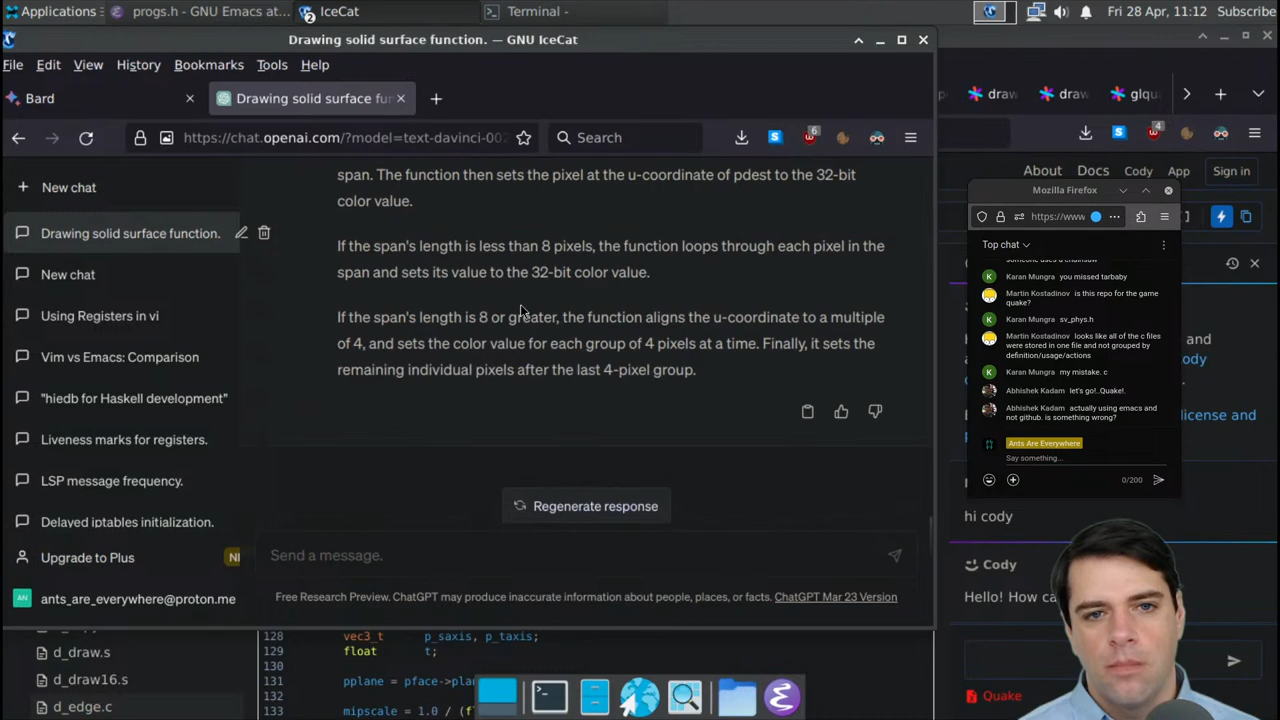 Applications
progs.h - GNU Emacs at...
IceCat
2
Terminal -
Fri 28 Apr, 11:12
Subscribe
Drawing solid surface function. — GNU IceCat
File Edit View History Bookmarks Tools Help
Bard
Drawing solid surface fu
draw
draw
glqua
https://chat.openai.com/?model=text-davinci-002
Search
6
4
New chat
Drawing solid surface function.
New chat
Using Registers in vi
Vim vs Emacs: Comparison
"hiedb for Haskell development"
Liveness marks for registers.
LSP message frequency.
Delayed iptables initialization.
Upgrade to Plus
ants_are_everywhere@proton.me
span. The function then sets the pixel at the u-coordinate of pdest to the 32-bit
color value.
If the span's length is less than 8 pixels, the function loops through each pixel in the
span and sets its value to the 32-bit color value.
If the span's length is 8 or greater, the function aligns the u-coordinate to a multiple
of 4, and sets the color value for each group of 4 pixels at a time. Finally, it sets the
remaining individual pixels after the last 4-pixel group.
Regenerate response
Send a message.
Free Research Preview. ChatGPT may produce inaccurate information about people, places, or facts. ChatGPT Mar 23 Version
About Docs Cody App Sign in
Mozilla Firefox
https://www
Top chat
someone uses a chainsaw
Karan Mungra you missed tarbaby
Martin Kostadinov is this repo for the game
quake?
Karan Mungra sv_phys.h
Martin Kostadinov looks like all of the c files
were stored in one file and not grouped by
definition/usage/actions
Karan Mungra my mistake. c
Abhishek Kadam let's go!..Quake!.
Abhishek Kadam actually using emacs and
not github. is something wrong?
Ants Are Everywhere
Say something...
0/200
and
ody
license and
hi cody
Cody
Hello! How ca
Quake
d_draw.s
d_draw16.s
d_edge.c
128 vec3_t p_saxis, p_taxis;
129 float t;
130
131 pplane = pface->plan
132
133 mipscale = 1.0 / (f